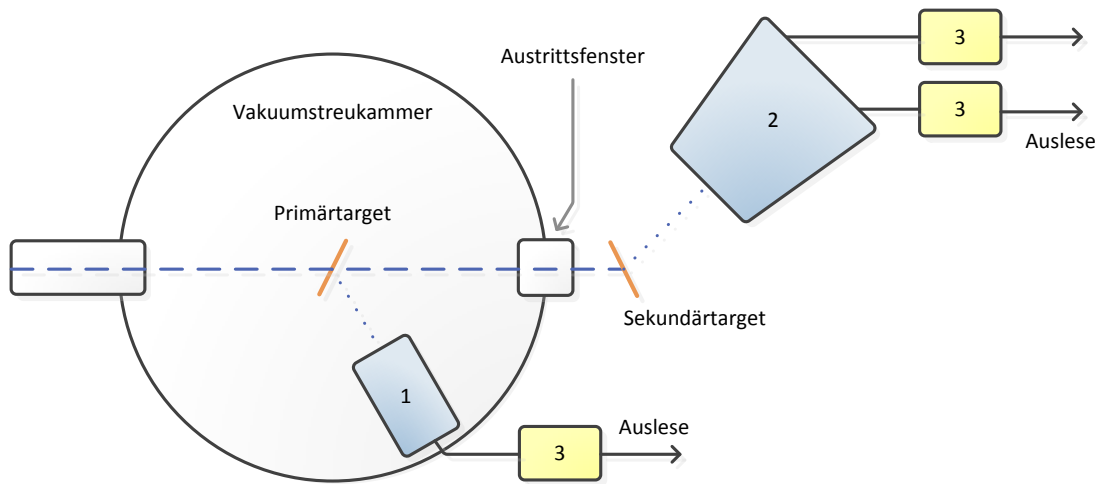 3
Austrittsfenster
Vakuumstreukammer
3
2
Auslese
Primärtarget
Sekundärtarget
1
Auslese
3